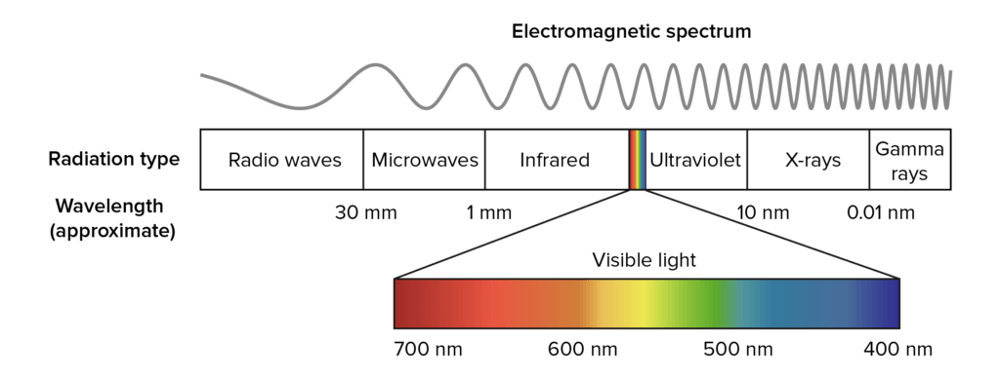 Electromagnetic spectrum
Radiation type
Radio waves
Microwaves
Infrared
Ultraviolet
X-rays
Gamma
rays
Wavelength
(approximate)
30 mm
1 mm
10 nm
0.01 nm
Visible light
700 nm
600 nm
500 nm
400 nm